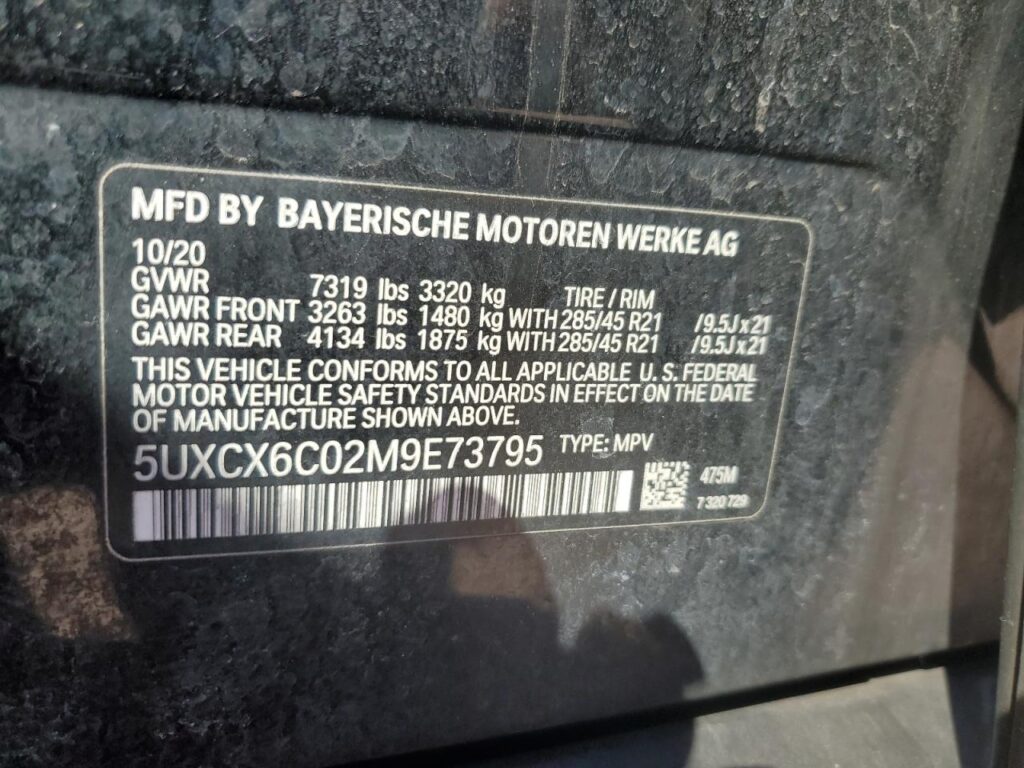 MFD BY BAYERISCHE MOTOREN WERKE AG
10/20
GVWR 7319 lbs 3320 kg TIRE / RIM
GAWR FRONT 3263 lbs 1480 kg WITH 285/45 R21 /9.5J x 21
GAWR REAR 4134 lbs 1875 kg WITH 285/45 R21 /9.5J x 21
THIS VEHICLE CONFORMS TO ALL APPLICABLE U.S. FEDERAL
MOTOR VEHICLE SAFETY STANDARDS IN EFFECT ON THE DATE
OF MANUFACTURE SHOWN ABOVE.
5UXCX6C02M9E73795 TYPE: MPV
475M
7 320 729